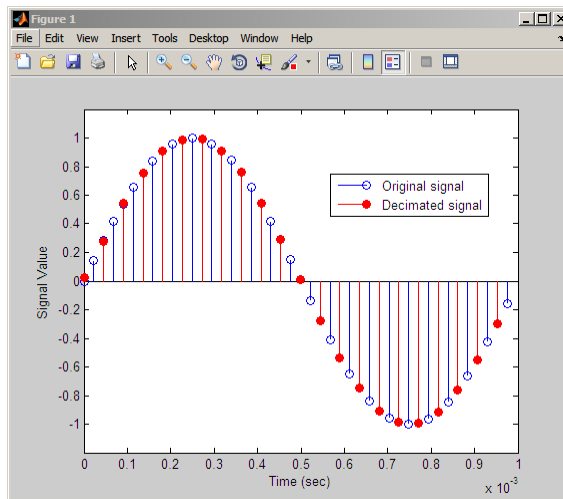 Figure 1
File Edit View Insert Tools Desktop Window Help
1
0.8
0.6
0.4
0.2
0
-0.2
-0.4
-0.6
-0.8
-1
Signal Value
Original signal
Decimated signal
0 0.1 0.2 0.3 0.4 0.5 0.6 0.7 0.8 0.9 1
Time (sec)
x 10^-3